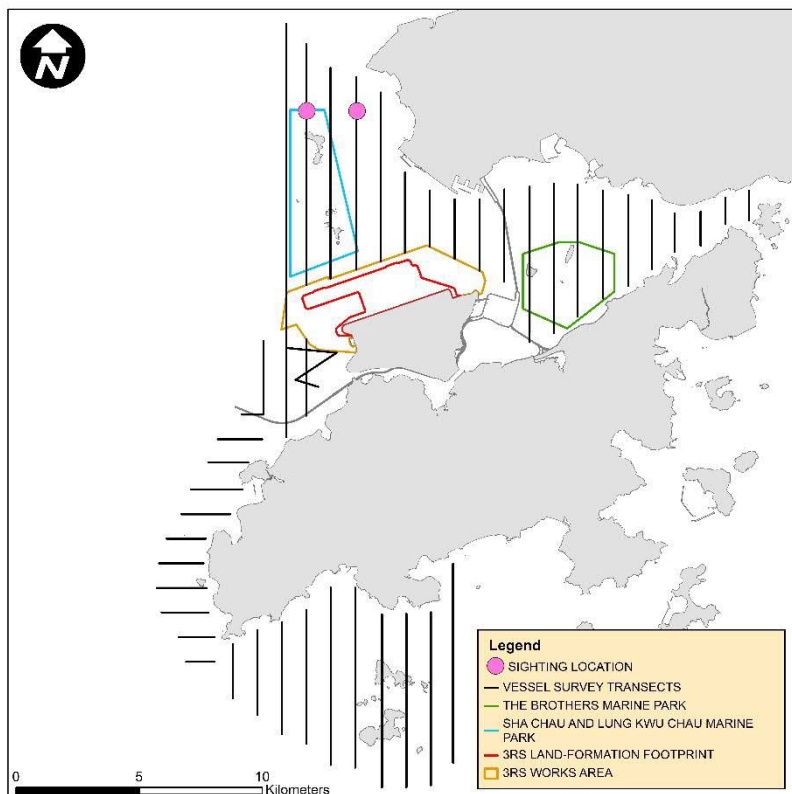 N
Legend
SIGHTING LOCATION
VESSEL SURVEY TRANSECTS
THE BROTHERS MARINE PARK
SHA CHAU AND LUNG KWU CHAU MARINE
PARK
3RS LAND-FORMATION FOOTPRINT
3RS WORKS AREA
0 5 10
Kilometers